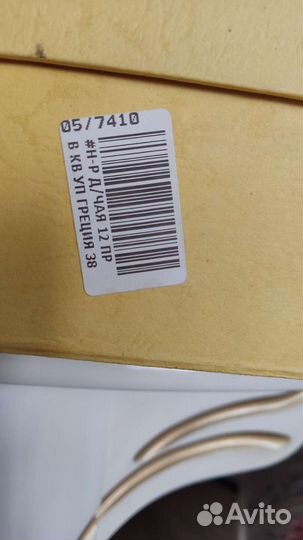 05/7410
#Н-Р Д/ЧАЯ 12 ПР
В КВ УП ГРЕЦИЯ 38
Avito